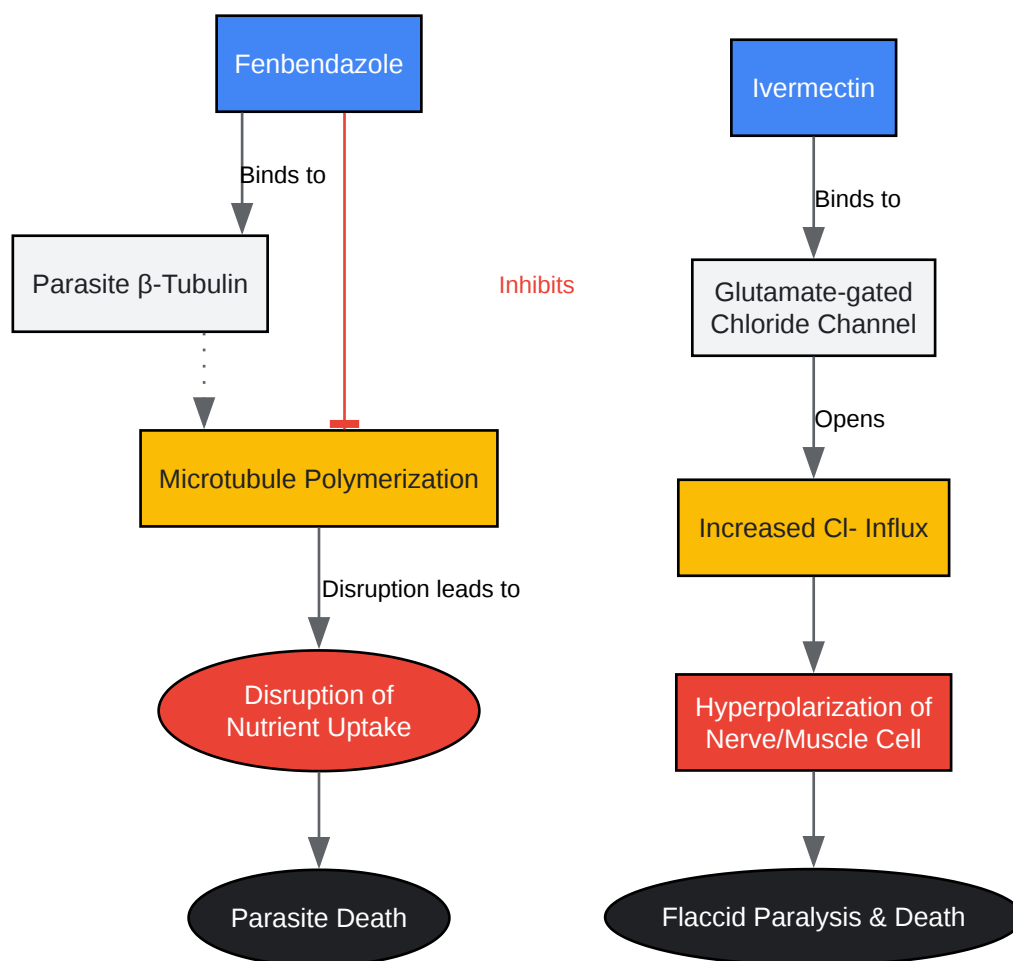 Fenbendazole
Binds to
Parasite β-Tubulin
Inhibits
Microtubule Polymerization
Disruption leads to
Disruption of
Nutrient Uptake
Parasite Death
Ivermectin
Binds to
Glutamate-gated
Chloride Channel
Opens
Increased Cl- Influx
Hyperpolarization of
Nerve/Muscle Cell
Flaccid Paralysis & Death